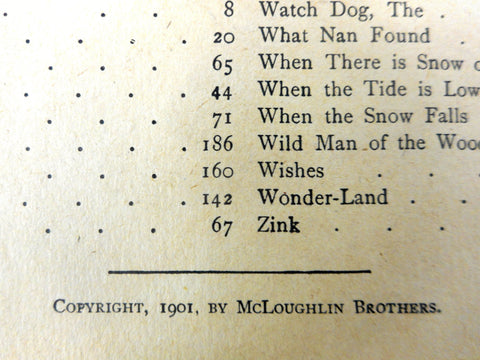 8 Watch Dog, The .
20 What Nan Found .
65 When There is Snow
44 When the Tide is Low
71 When the Snow Falls
186 Wild Man of the
160 Wishes . . .
142 Wonder-Land . .
67 Zink . . . .
COPYRIGHT, 1901, BY MCLOUGHLIN BROTHERS.